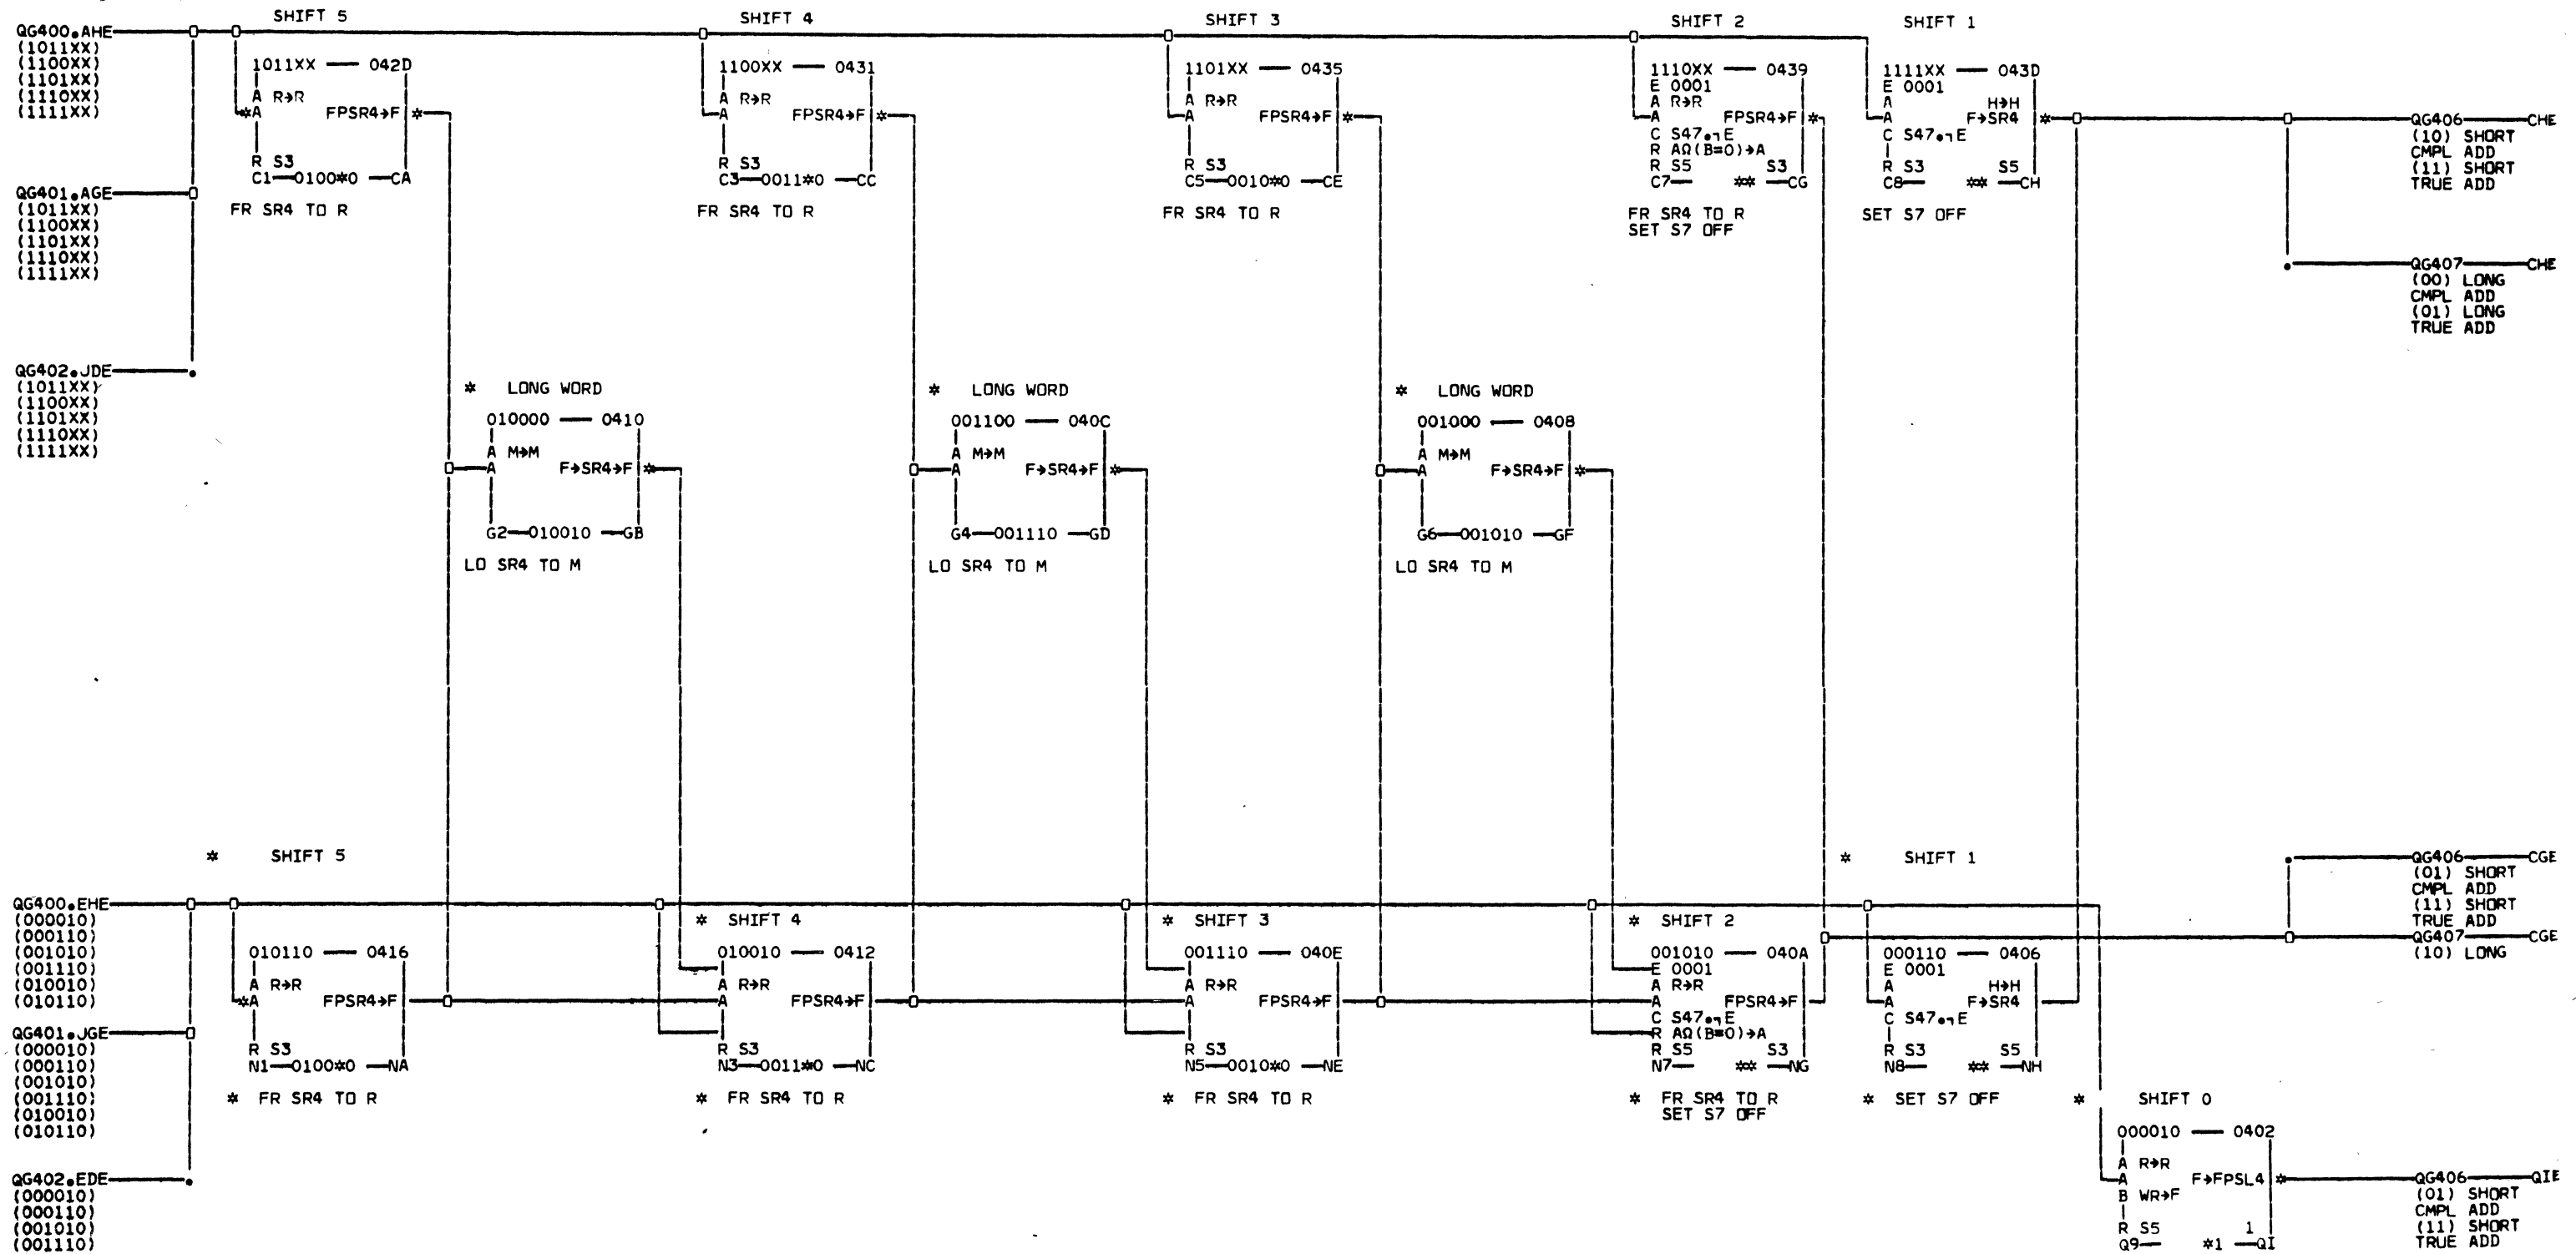 SHIFT 5
SHIFT 4
SHIFT 3
SHIFT 2
SHIFT 1
QG400.AHE
(1011XX)
(1100XX)
(1101XX)
(1110XX)
(1111XX)
1011XX — 042D
A
A R→R
*A FPSR4→F *
R S3
C1—0100*0 —CA
FR SR4 TO R
1100XX — 0431
A R→R
A FPSR4→F *
R S3
C3—0011*0 —CC
FR SR4 TO R
1101XX — 0435
A R→R
A FPSR4→F *
R S3
C5—0010*0 —CE
FR SR4 TO R
1110XX — 0439
E 0001
A R→R
A FPSR4→F *
C S47.¬E
R AΩ(B=0)→A
R S5 S3
C7— ** —CG
FR SR4 TO R
SET S7 OFF
1111XX — 043D
E 0001
A H→H
A F→SR4 *
C S47.¬E
R S3 S5
C8— ** —CH
SET S7 OFF
QG406 CHE
(10) SHORT
CMPL ADD
(11) SHORT
TRUE ADD
QG401.AGE
(1011XX)
(1100XX)
(1101XX)
(1110XX)
(1111XX)
QG407 CHE
(00) LONG
CMPL ADD
(01) LONG
TRUE ADD
QG402.JDE
(1011XX)
(1100XX)
(1101XX)
(1110XX)
(1111XX)
* LONG WORD
010000 — 0410
A M→M
A F→SR4→F *
G2—010010 —GB
LO SR4 TO M
* LONG WORD
001100 — 040C
A M→M
A F→SR4→F *
G4—001110 —GD
LO SR4 TO M
* LONG WORD
001000 — 0408
A M→M
A F→SR4→F *
G6—001010 —GF
LO SR4 TO M
* SHIFT 5
* SHIFT 1
QG406 CGE
(01) SHORT
CMPL ADD
(11) SHORT
TRUE ADD
QG407 CGE
(10) LONG
QG400.EHE
(000010)
(000110)
(001010)
(001110)
(010010)
(010110)
* SHIFT 4
* SHIFT 3
* SHIFT 2
010110 — 0416
A R→R
*A FPSR4→F
R S3
N1—0100*0 —NA
* FR SR4 TO R
010010 — 0412
A R→R
A FPSR4→F
R S3
N3—0011*0 —NC
* FR SR4 TO R
001110 — 040E
A R→R
A FPSR4→F
R S3
N5—0010*0 —NE
* FR SR4 TO R
001010 — 040A
E 0001
A R→R
A FPSR4→F
C S47.¬E
R AΩ(B=0)→A
R S5 S3
N7— ** —NG
* FR SR4 TO R
SET S7 OFF
000110 — 0406
E 0001
A H→H
A F→SR4
C S47.¬E
R S3 S5
N8— ** —NH
* SET S7 OFF
QG401.JGE
(000010)
(000110)
(001010)
(001110)
(010010)
(010110)
* SHIFT 0
000010 — 0402
A R→R
A F→FPSL4 *
B WR→F
R S5 1
Q9— *1 —QI
QG406 QIE
(01) SHORT
CMPL ADD
(11) SHORT
TRUE ADD
QG402.EDE
(000010)
(000110)
(001010)
(001110)